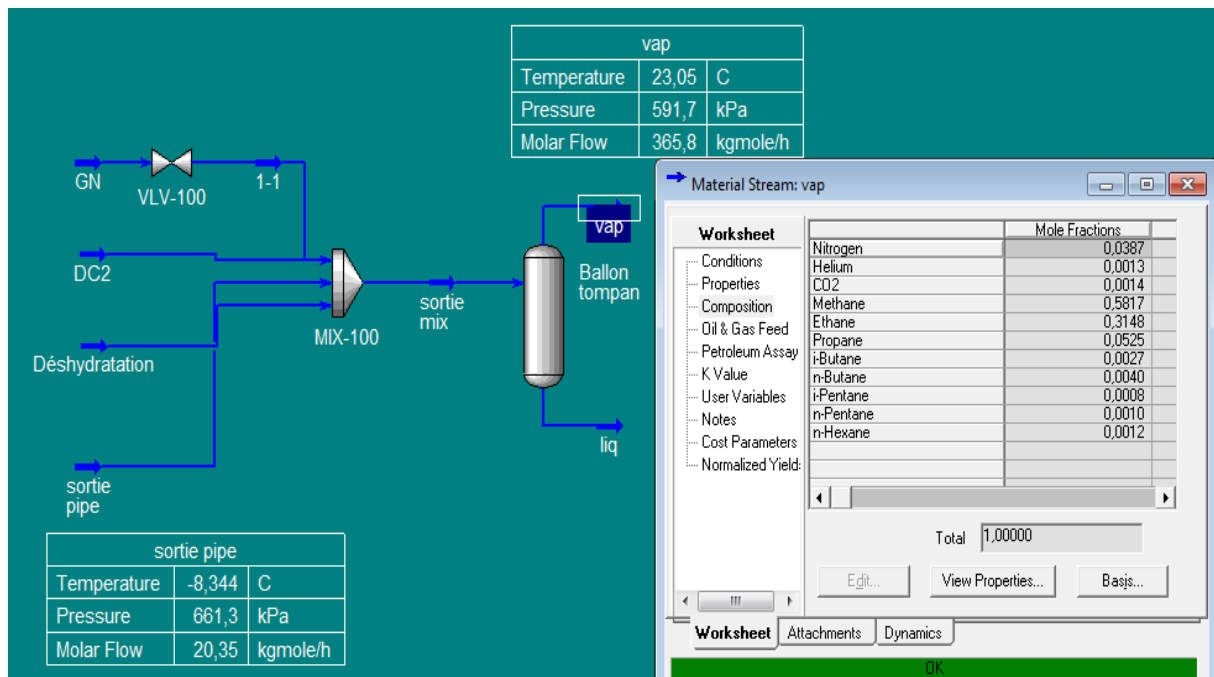 vap
Temperature 23,05 C
Pressure 591,7 kPa
Molar Flow 365,8 kgmole/h
GN
VLV-100
1-1
DC2
MIX-100
sortie
mix
vap
Ballon
tompan
Déshydratation
liq
sortie
pipe
sortie pipe
Temperature -8,344 C
Pressure 661,3 kPa
Molar Flow 20,35 kgmole/h
Material Stream: vap
Worksheet
Conditions
Properties
Composition
Oil & Gas Feed
Petroleum Assay
K Value
User Variables
Notes
Cost Parameters
Normalized Yield:
Mole Fractions
Nitrogen 0,0387
Helium 0,0013
CO2 0,0014
Methane 0,5817
Ethane 0,3148
Propane 0,0525
i-Butane 0,0027
n-Butane 0,0040
i-Pentane 0,0008
n-Pentane 0,0010
n-Hexane 0,0012
Total 1,00000
Edit... View Properties... Basis...
Worksheet Attachments Dynamics
OK